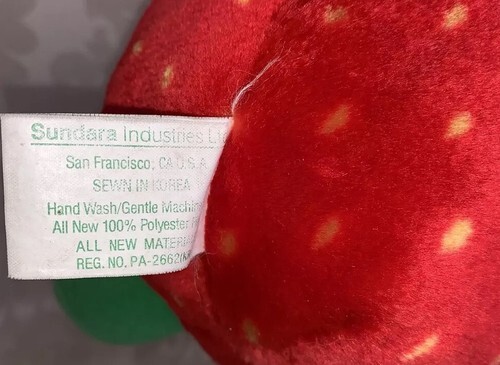 Sundara Industries
San Francisco, CA U.S.A.
SEWN IN KOREA
Hand Wash/Gentle
All New 100% Polyester
ALL NEW
REG. NO. PA-2662